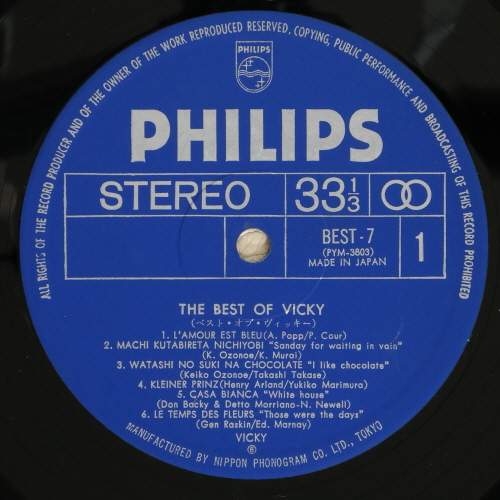 ALL RIGHTS OF THE RECORD PRODUCER AND OF THE OWNER OF THE WORK REPRODUCED RESERVED. COPYING, PUBLIC PERFORMANCE AND BROADCASTING OF THIS RECORD PROHIBITED
PHILIPS
PHILIPS
STEREO 33 1/3
BEST-7
(PYM-3803)
MADE IN JAPAN
1
THE BEST OF VICKY
(ベスト・オブ・ヴィッキー)
1. L'AMOUR EST BLEU(A. Popp/P. Cour)
2. MACHI KUTABIRETA NICHIYOBI "Sanday for waiting in vain"
(K. Ozonoe/K. Murai)
3. WATASHI NO SUKI NA CHOCOLATE "I like chocolate"
(Keiko Ozonoe/Takashi Takase)
4. KLEINER PRINZ(Henry Arland/Yukiko Marimura)
5. CASA BIANCA "White house"
(Don Backy & Detto Morriano-N. Newell)
6. LE TEMPS DES FLEURS "Those were the days"
(Gen Raskin/Ed. Marnay)
VICKY
Ⓡ
MANUFACTURED BY NIPPON PHONOGRAM CO. LTD., TOKYO